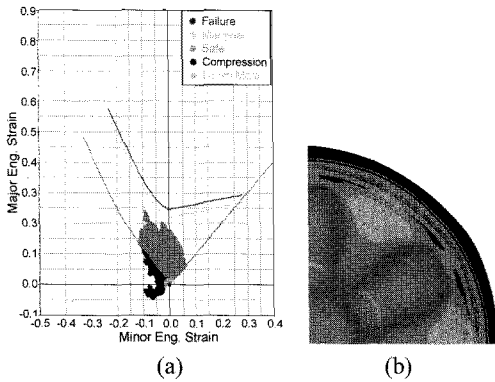 0.9
0.8
0.7
0.6
0.5
0.4
0.3
0.2
0.1
0.0
-0.1
Major Eng. Strain
Failure
Marginal
Safe
Compression
-0.5 -0.4 -0.3 -0.2 -0.1 0.0 0.1 0.2 0.3 0.4
Minor Eng. Strain
(a) (b)